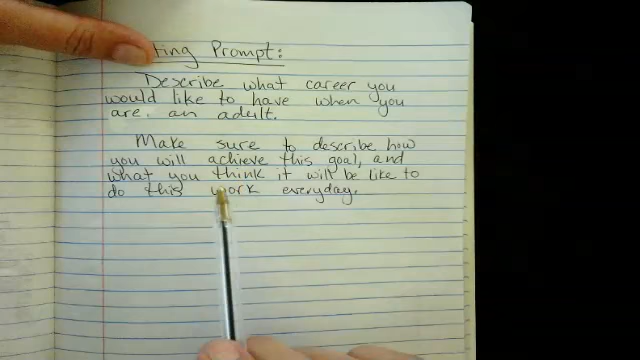 ting Prompt:
Describe what career you
would like to have when you
are. an adult.
Make sure to describe how
you will achieve this goal, and
what you think it will be like to
do this work everyday.